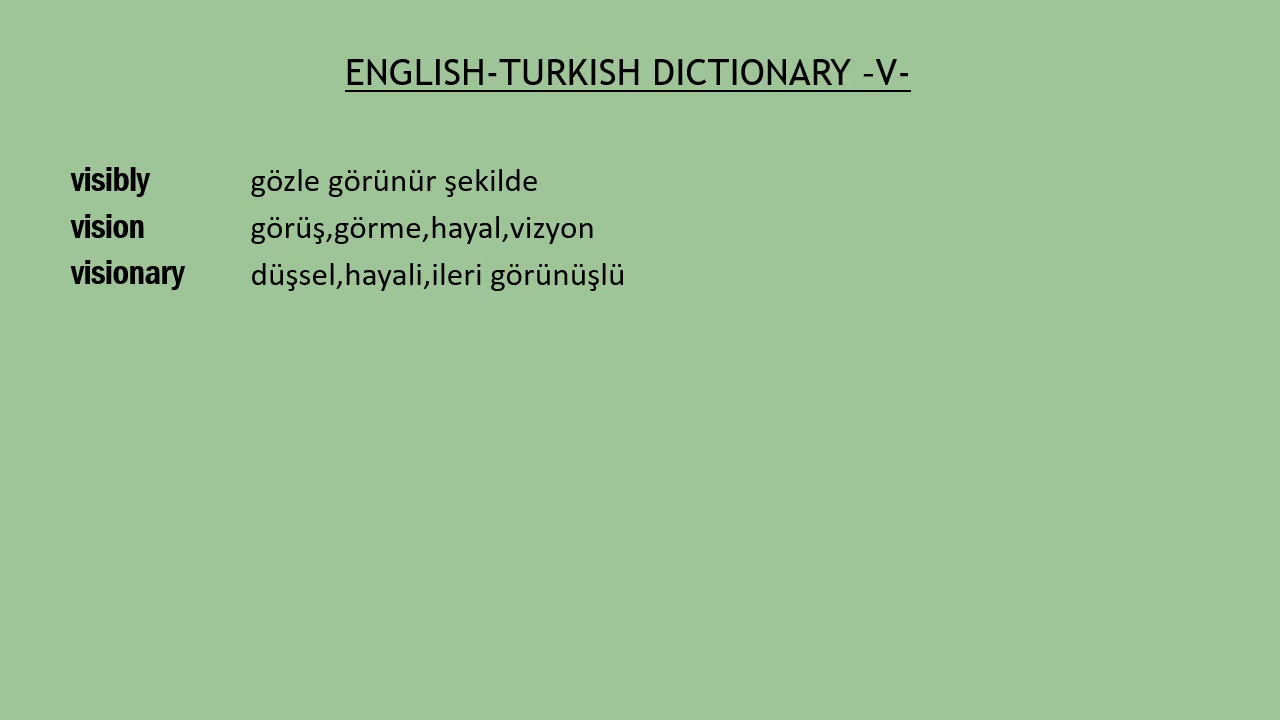 ENGLISH-TURKISH DICTIONARY –V-
visibly gözle görünür şekilde
vision görüş,görme,hayal,vizyon
visionary düşsel,hayali,ileri görünüşlü